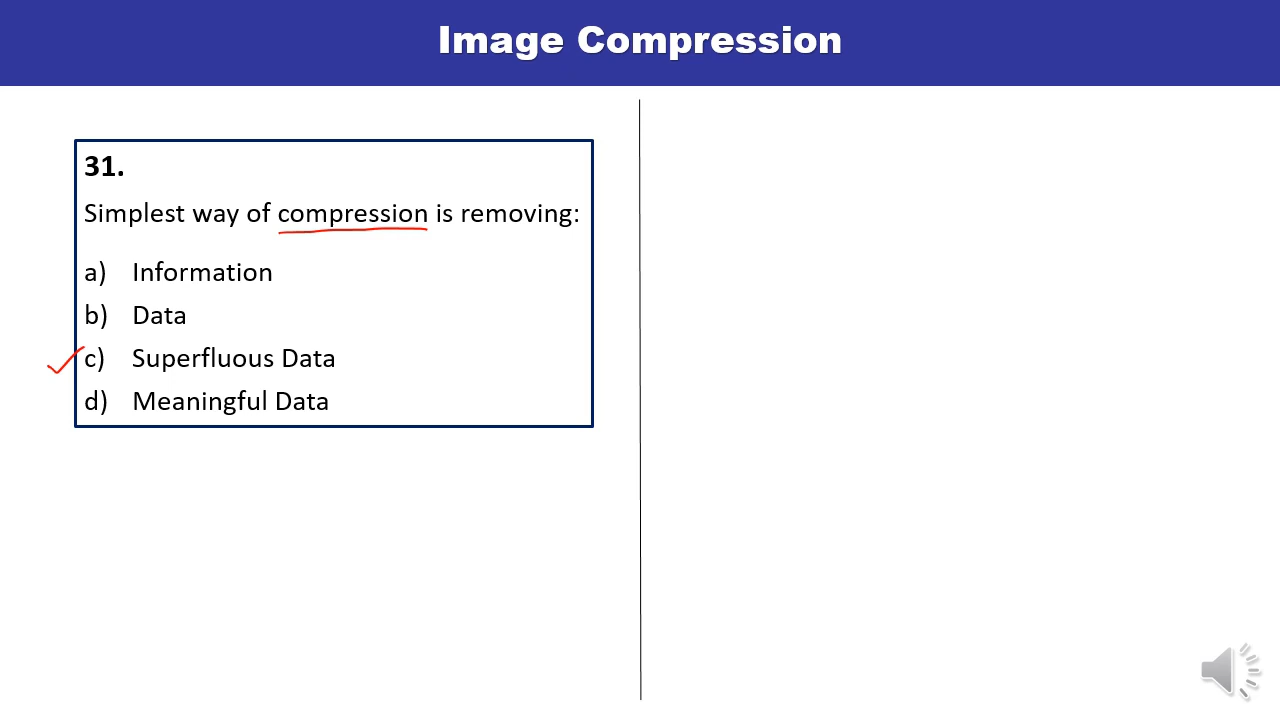 Image Compression
31.
Simplest way of compression is removing:
a) Information
b) Data
c) Superfluous Data
d) Meaningful Data